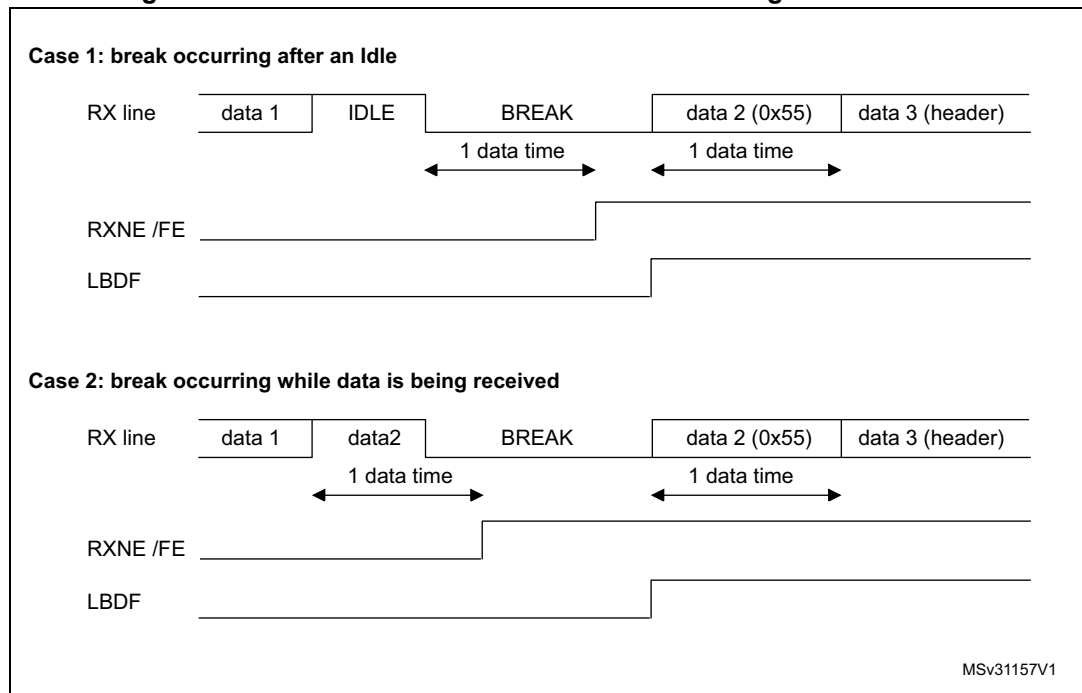 Case 1: break occurring after an Idle
RX line data 1 IDLE BREAK data 2 (0x55) data 3 (header)
1 data time 1 data time
RXNE /FE
LBDF
Case 2: break occurring while data is being received
RX line data 1 data2 BREAK data 2 (0x55) data 3 (header)
1 data time 1 data time
RXNE /FE
LBDF
MSv31157V1